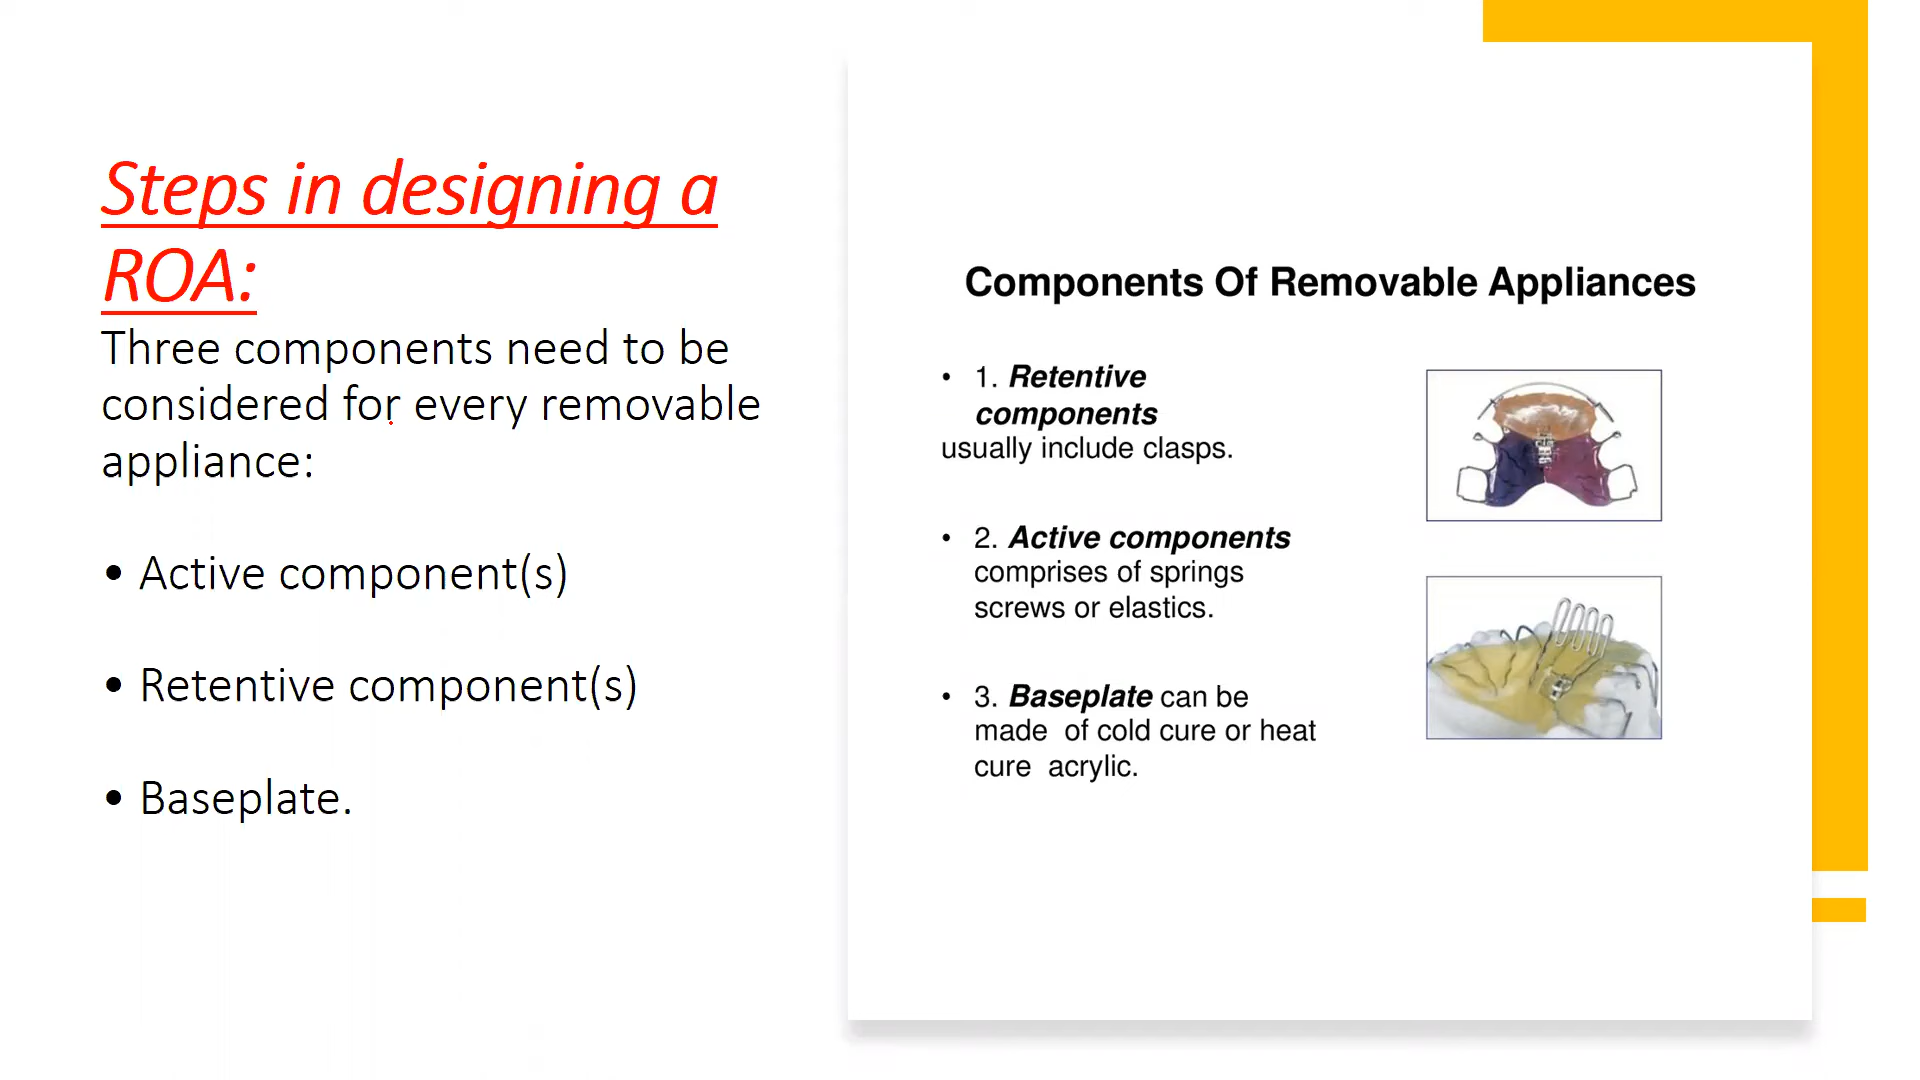 Steps in designing a
ROA:
Three components need to be
considered for every removable
appliance:
• Active component(s)
• Retentive component(s)
• Baseplate.
Components Of Removable Appliances
• 1. Retentive
components
usually include clasps.
• 2. Active components
comprises of springs
screws or elastics.
• 3. Baseplate can be
made of cold cure or heat
cure acrylic.